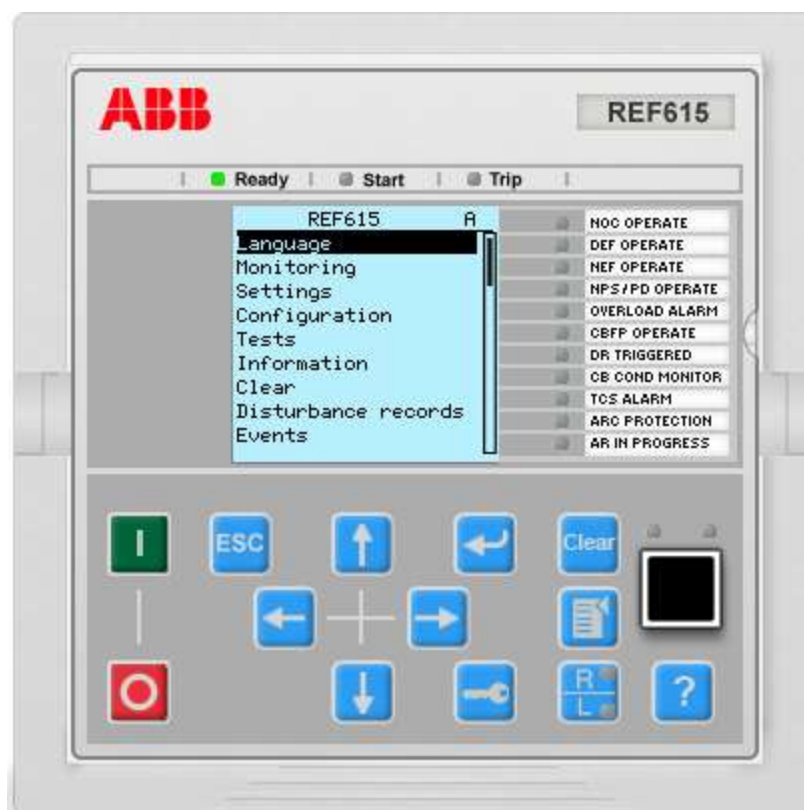 ABB
REF615
Ready Start Trip
REF615 A
Language
Monitoring
Settings
Configuration
Tests
Information
Clear
Disturbance records
Events
NOC OPERATE
DEF OPERATE
NEF OPERATE
NPS/PD OPERATE
OVERLOAD ALARM
CBFP OPERATE
DR TRIGGERED
CB COND MONITOR
TCS ALARM
ARC PROTECTION
AR IN PROGRESS
I
ESC
Clear
O
R
L
?